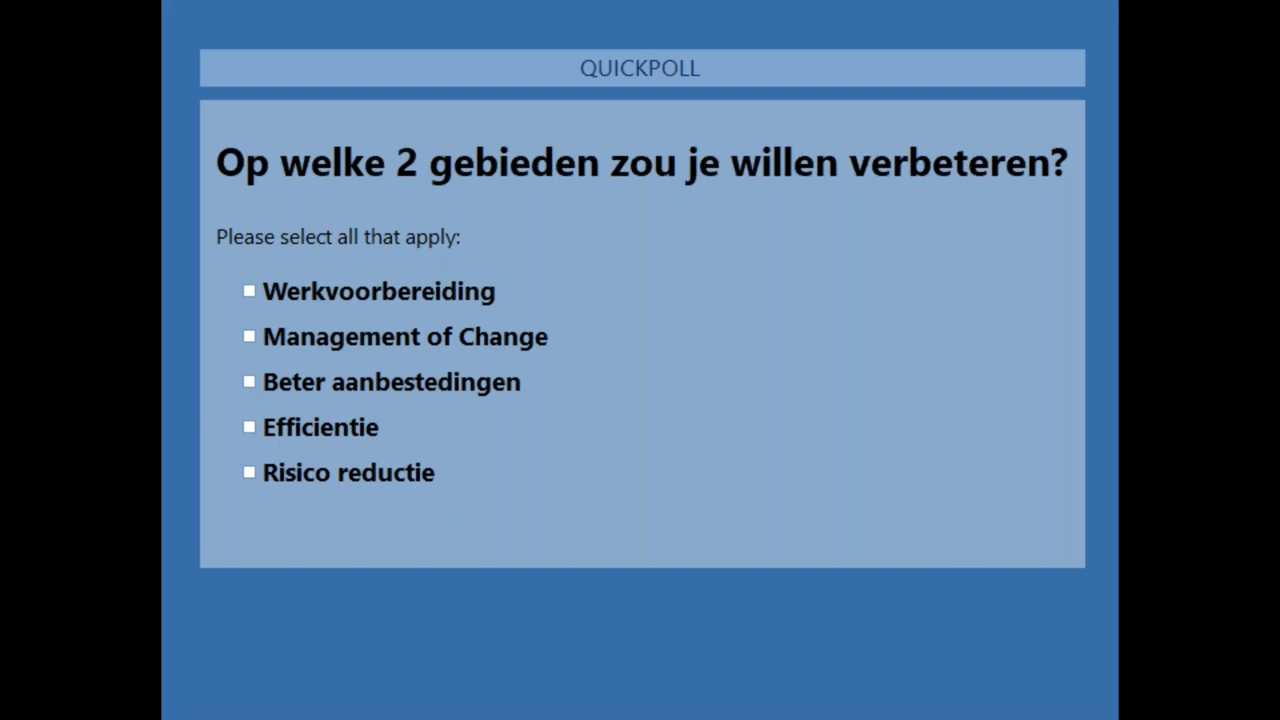 QUICKPOLL
Op welke 2 gebieden zou je willen verbeteren?
Please select all that apply:
Werkvoorbereiding
Management of Change
Beter aanbestedingen
Efficientie
Risico reductie